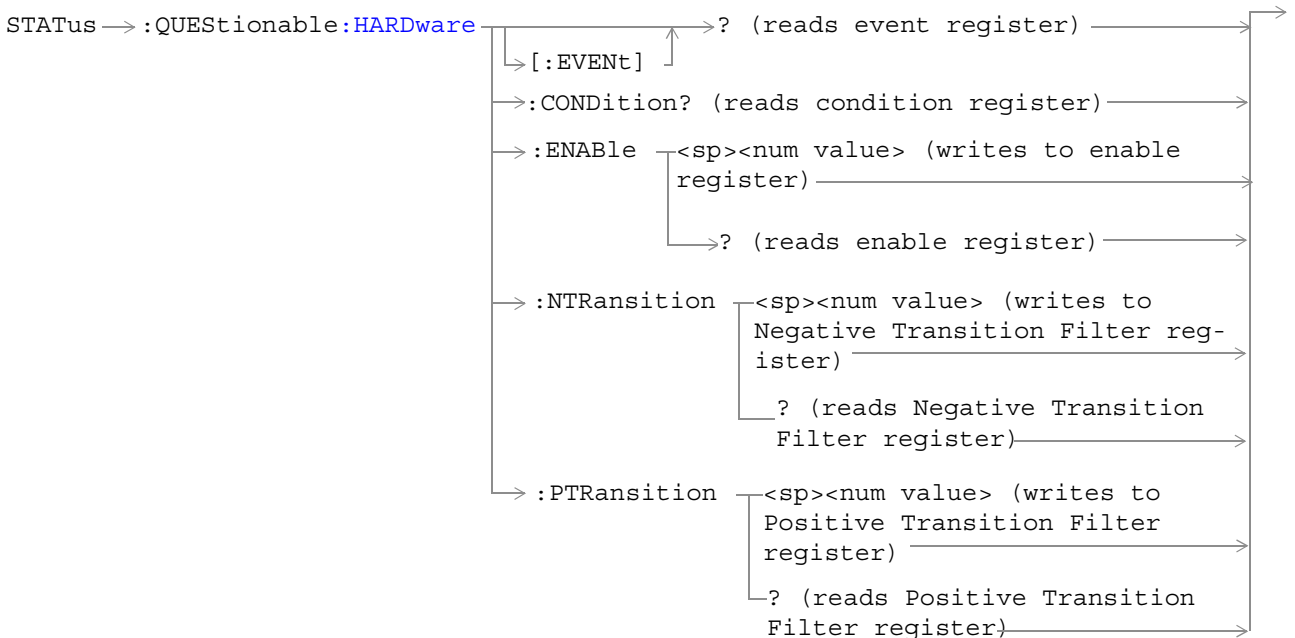 STATus :QUEStionable:HARDware ? (reads event register)
[:EVENt]
:CONDition? (reads condition register)
:ENABle <sp><num value> (writes to enable
register)
? (reads enable register)
:NTRansition <sp><num value> (writes to
Negative Transition Filter reg-
ister)
? (reads Negative Transition
Filter register)
:PTRansition <sp><num value> (writes to
Positive Transition Filter
register)
? (reads Positive Transition
Filter register)